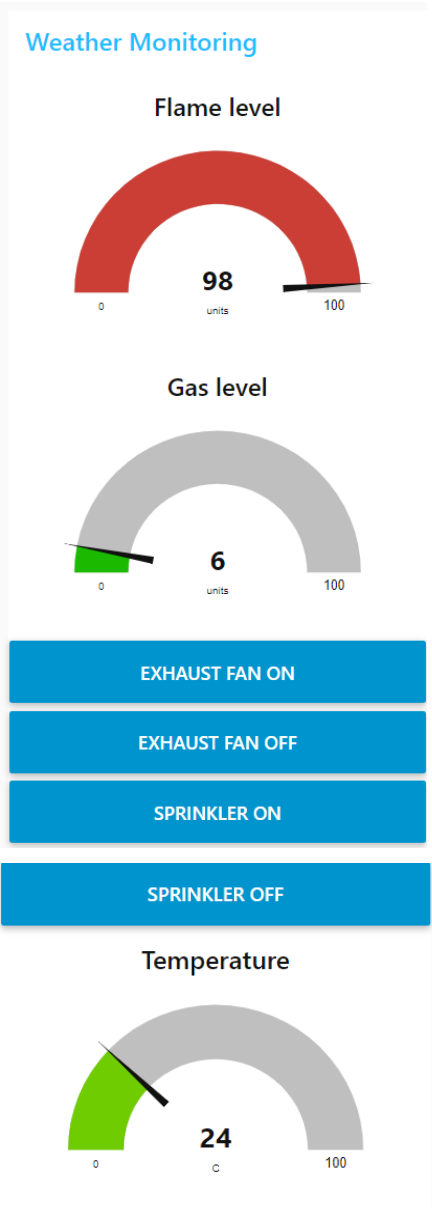 Weather Monitoring
Flame level
98
units
0
100
Gas level
6
units
0
100
EXHAUST FAN ON
EXHAUST FAN OFF
SPRINKLER ON
SPRINKLER OFF
Temperature
24
C
0
100